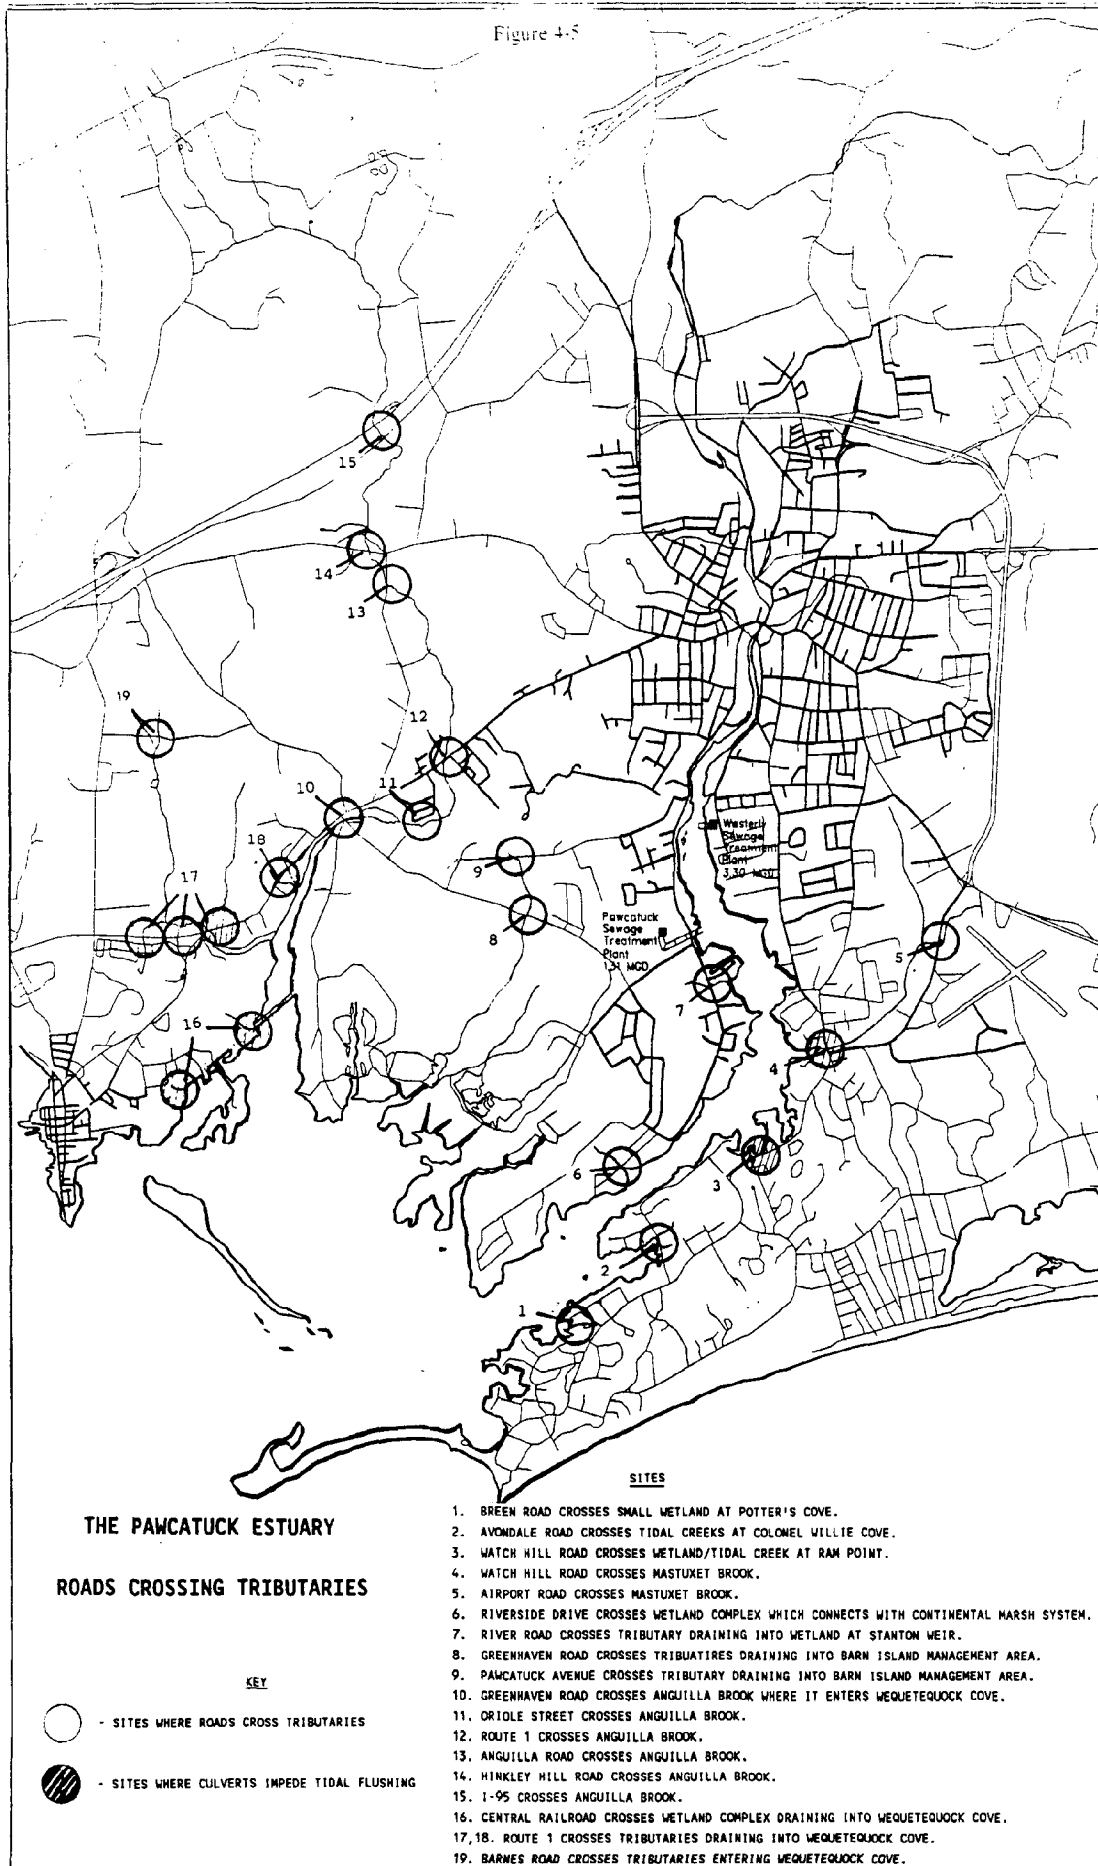 Figure 4-5
15
14
13
19
12
11
10
18
17
9
8
16
7
6
5
4
3
2
1
Westerly
Sewage
Treatment
Plant
3.30 MGD
Pawcatuck
Sewage
Treatment
Plant
1.31 MGD
THE PAWCATUCK ESTUARY
ROADS CROSSING TRIBUTARIES
KEY
- SITES WHERE ROADS CROSS TRIBUTARIES
- SITES WHERE CULVERTS IMPEDE TIDAL FLUSHING
SITES
1. BREEN ROAD CROSSES SMALL WETLAND AT POTTER'S COVE.
2. AVONDALE ROAD CROSSES TIDAL CREEKS AT COLONEL WILLIE COVE.
3. WATCH HILL ROAD CROSSES WETLAND/TIDAL CREEK AT RAM POINT.
4. WATCH HILL ROAD CROSSES MASTUXET BROOK.
5. AIRPORT ROAD CROSSES MASTUXET BROOK.
6. RIVERSIDE DRIVE CROSSES WETLAND COMPLEX WHICH CONNECTS WITH CONTINENTAL MARSH SYSTEM.
7. RIVER ROAD CROSSES TRIBUTARY DRAINING INTO WETLAND AT STANTON WEIR.
8. GREENHAVEN ROAD CROSSES TRIBUATIRES DRAINING INTO BARN ISLAND MANAGEMENT AREA.
9. PAWCATUCK AVENUE CROSSES TRIBUTARY DRAINING INTO BARN ISLAND MANAGEMENT AREA.
10. GREENHAVEN ROAD CROSSES ANGUILLA BROOK WHERE IT ENTERS WEQUETEQUOCK COVE.
11. ORIOLE STREET CROSSES ANGUILLA BROOK.
12. ROUTE 1 CROSSES ANGUILLA BROOK.
13. ANGUILLA ROAD CROSSES ANGUILLA BROOK.
14. HINKLEY HILL ROAD CROSSES ANGUILLA BROOK.
15. I-95 CROSSES ANGUILLA BROOK.
16. CENTRAL RAILROAD CROSSES WETLAND COMPLEX DRAINING INTO WEQUETEQUOCK COVE.
17,18. ROUTE 1 CROSSES TRIBUTARIES DRAINING INTO WEQUETEQUOCK COVE.
19. BARNES ROAD CROSSES TRIBUTARIES ENTERING WEQUETEQUOCK COVE.